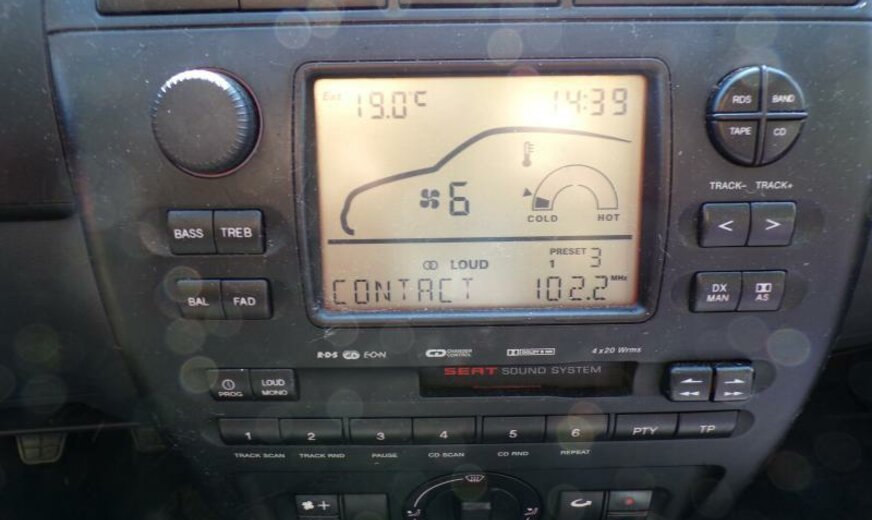 Ext 19.0°C 14:39
6
COLD HOT
LOUD PRESET 1 3
CONTACT 102.2 MHz
RDS BAND
TAPE CD
TRACK- TRACK+
< >
BASS TREB
BAL FAD
DX MAN AS
R·D·S E·O·N CD CHANGER CONTROL DOLBY B NR 4x20 Wrms
SEAT SOUND SYSTEM
PROG LOUD MONO
1 2 3 4 5 6 PTY TP
TRACK SCAN TRACK RND PAUSE CD SCAN CD RND REPEAT
+